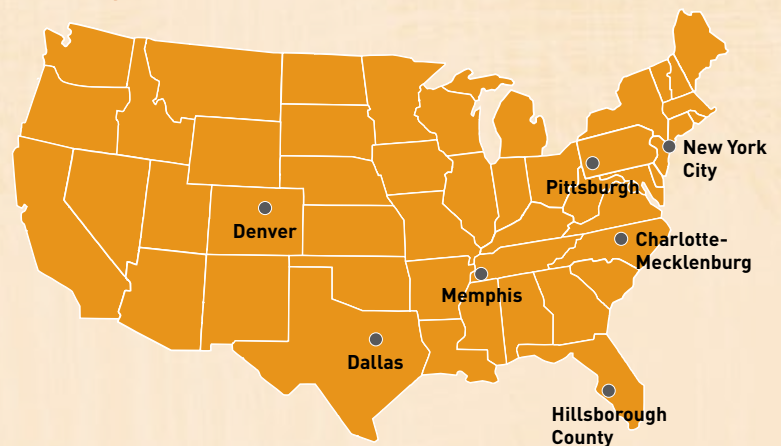 New York
City
Pittsburgh
Denver
Charlotte-
Mecklenburg
Memphis
Dallas
Hillsborough
County